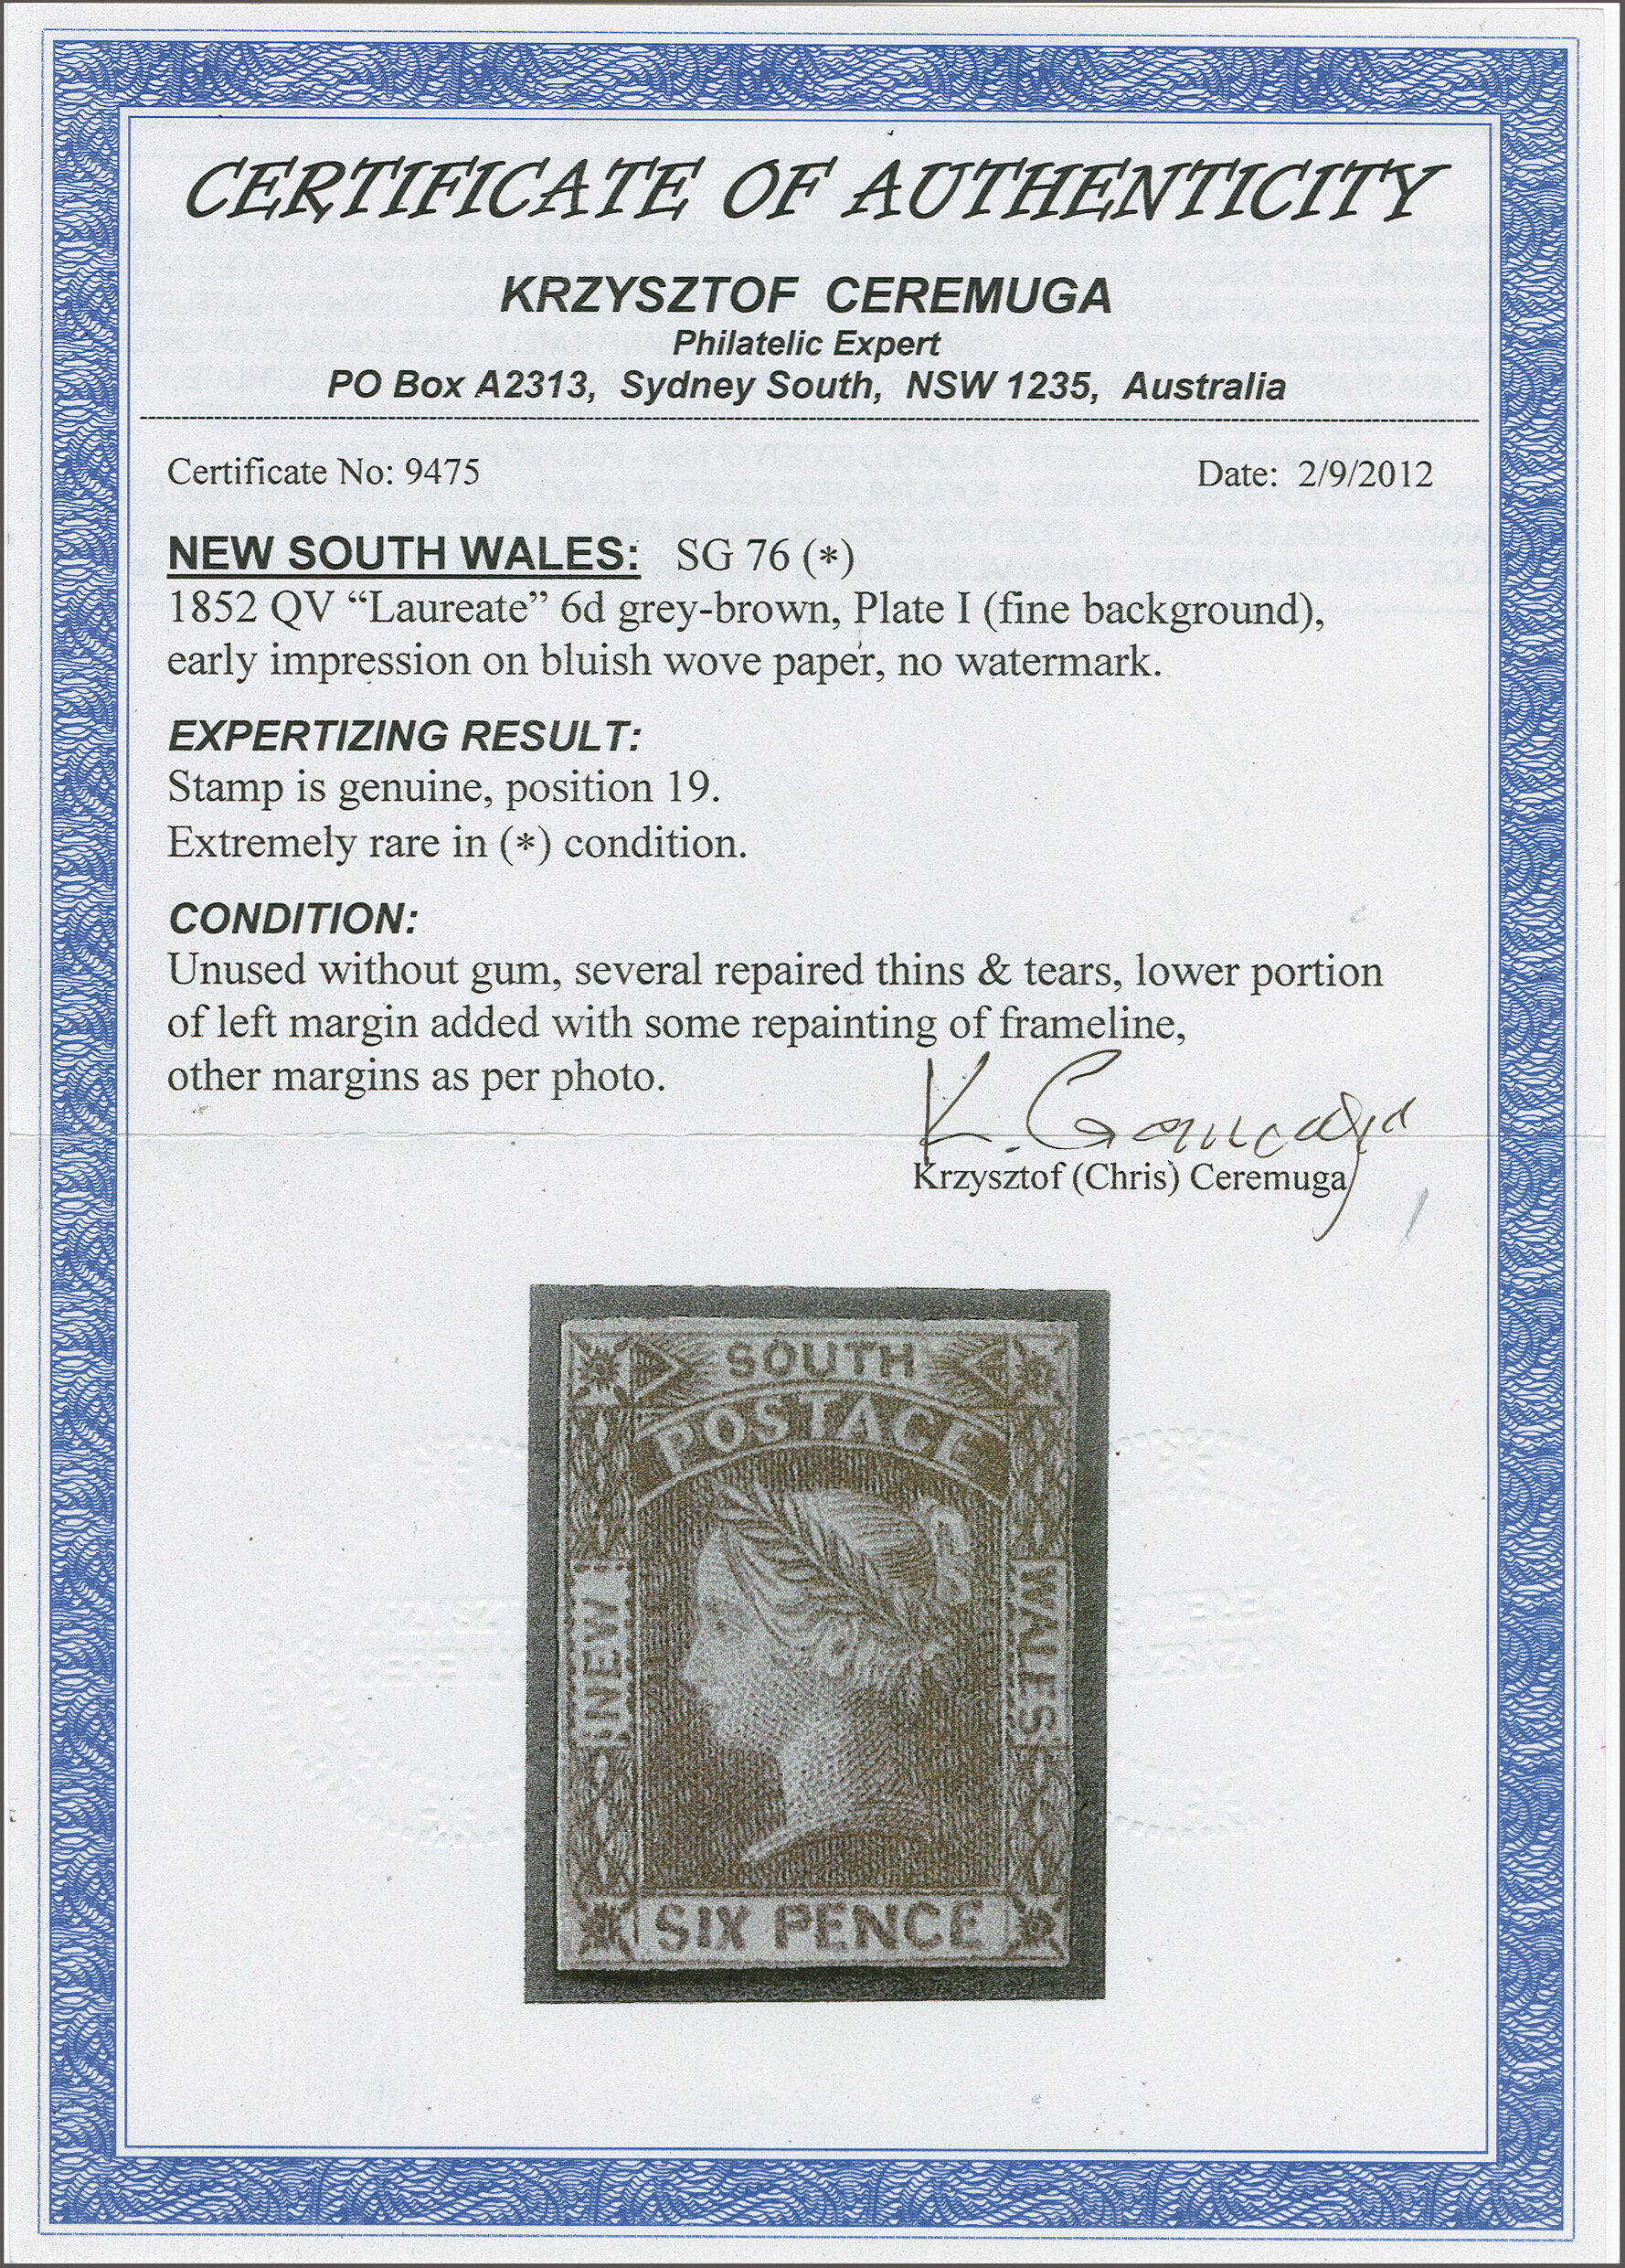 CERTIFICATE OF AUTHENTICITY
KRZYSZTOF CEREMUGA
Philatelic Expert
PO Box A2313, Sydney South, NSW 1235, Australia
Certificate No: 9475 Date: 2/9/2012
NEW SOUTH WALES: SG 76 (*)
1852 QV “Laureate” 6d grey-brown, Plate I (fine background),
early impression on bluish wove paper, no watermark.
EXPERTIZING RESULT:
Stamp is genuine, position 19.
Extremely rare in (*) condition.
CONDITION:
Unused without gum, several repaired thins & tears, lower portion
of left margin added with some repainting of frameline,
other margins as per photo.
K. Ceremuga
Krzysztof (Chris) Ceremuga
SOUTH
POSTAGE
NEW
WALES
SIX PENCE